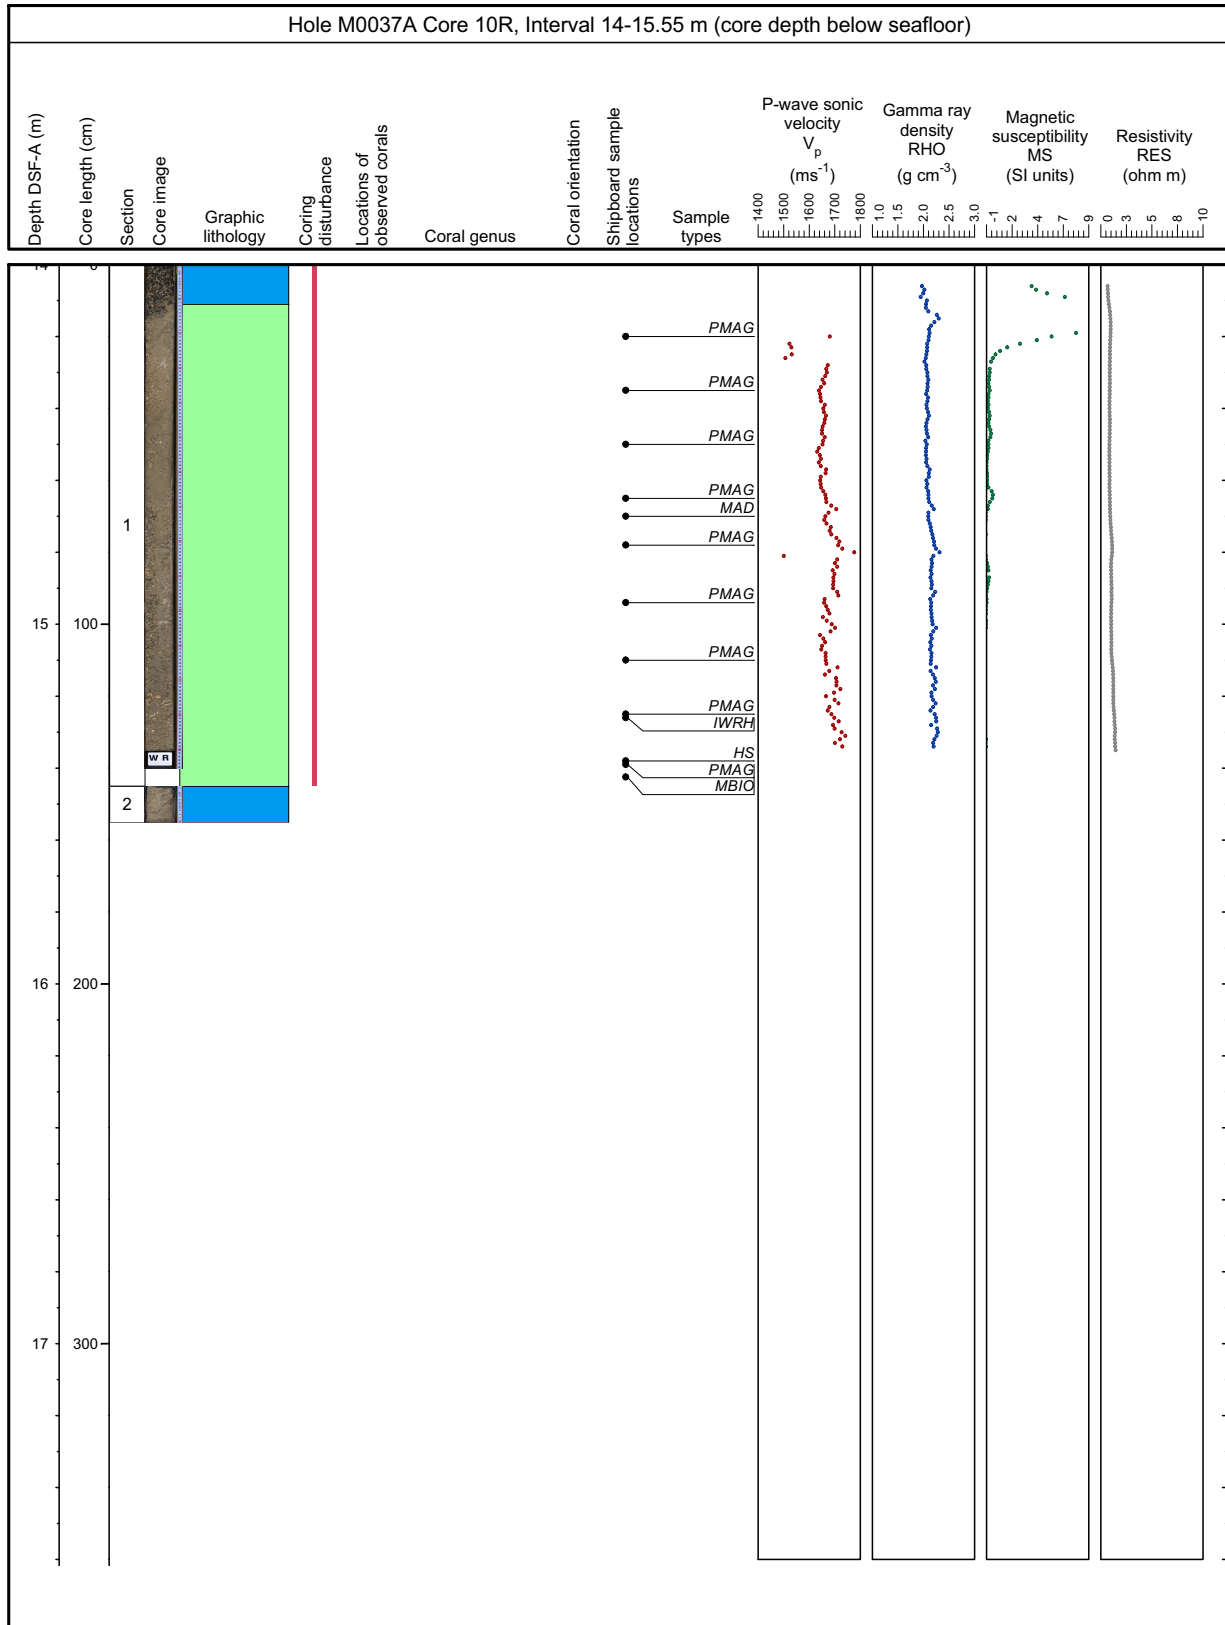 Hole M0037A Core 10R, Interval 14-15.55 m (core depth below seafloor)
Depth DSF-A (m)
Core length (cm)
Section
Core image
Graphic
lithology
Coring
disturbance
Locations of
observed corals
Coral genus
Coral orientation
Shipboard sample
locations
Sample
types
P-wave sonic
velocity
Vp
(ms-1)
1400 1500 1600 1700 1800
Gamma ray
density
RHO
(g cm-3)
1.0 1.5 2.0 2.5 3.0
Magnetic
susceptibility
MS
(SI units)
-1 2 4 7 9
Resistivity
RES
(ohm m)
0 3 5 8 10
14 0
PMAG
PMAG
PMAG
PMAG
MAD
1
PMAG
PMAG
15 100
PMAG
PMAG
IWRH
HS
W R
PMAG
MBIO
2
16 200
17 300